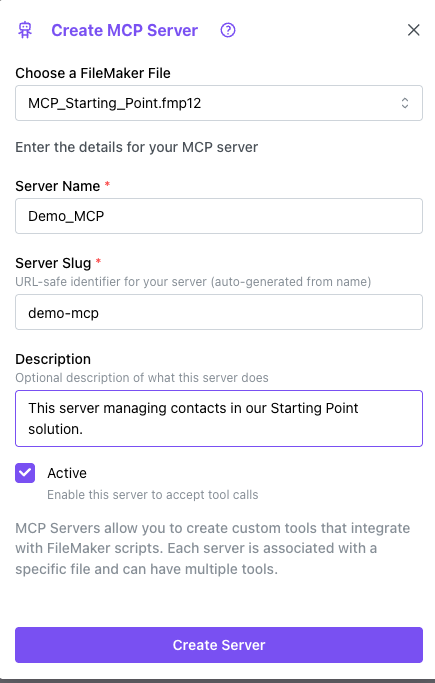 Create MCP Server
Choose a FileMaker File
MCP_Starting_Point.fmp12
Enter the details for your MCP server
Server Name *
Demo_MCP
Server Slug *
URL-safe identifier for your server (auto-generated from name)
demo-mcp
Description
Optional description of what this server does
This server managing contacts in our Starting Point
solution.
Active
Enable this server to accept tool calls
MCP Servers allow you to create custom tools that integrate
with FileMaker scripts. Each server is associated with a
specific file and can have multiple tools.
Create Server